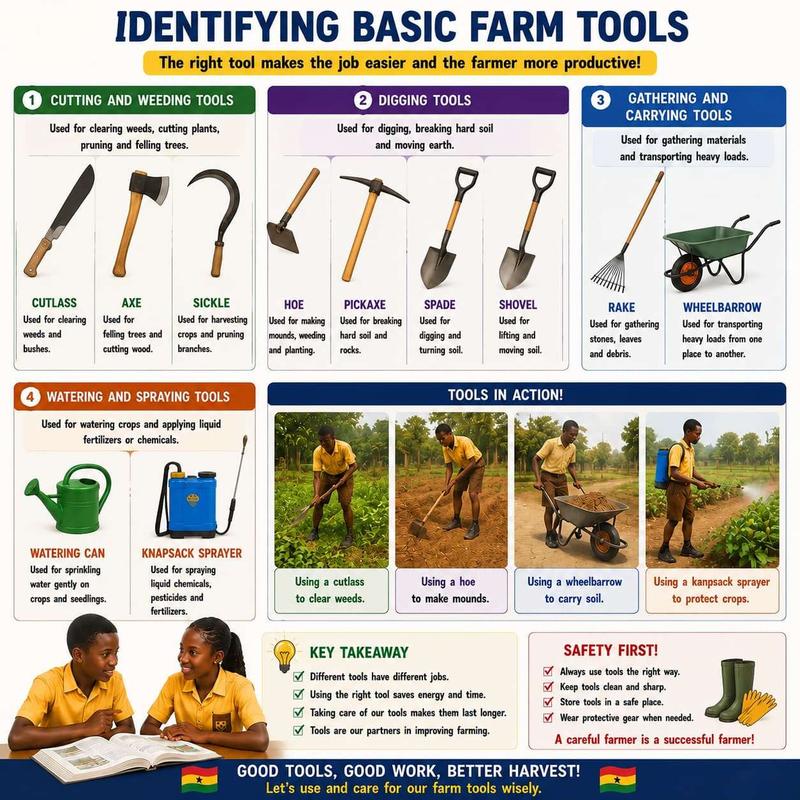 IDENTIFYING BASIC FARM TOOLS
The right tool makes the job easier and the farmer more productive!
1 CUTTING AND WEEDING TOOLS
Used for clearing weeds, cutting plants,
pruning and felling trees.
CUTLASS
Used for clearing
weeds and
bushes.
AXE
Used for
felling trees and
cutting wood.
SICKLE
Used for harvesting
crops and pruning
branches.
2 DIGGING TOOLS
Used for digging, breaking hard soil
and moving earth.
HOE
Used for making
mounds, weeding
and planting.
PICKAXE
Used for breaking
hard soil and
rocks.
SPADE
Used for
digging and
turning soil.
SHOVEL
Used for
lifting and
moving soil.
3 GATHERING AND
CARRYING TOOLS
Used for gathering materials
and transporting heavy loads.
RAKE
Used for gathering
stones, leaves
and debris.
WHEELBARROW
Used for transporting
heavy loads from one
place to another.
4 WATERING AND SPRAYING TOOLS
Used for watering crops and applying liquid
fertilizers or chemicals.
WATERING CAN
Used for sprinkling
water gently on
crops and seedlings.
KNAPSACK SPRAYER
Used for spraying
liquid chemicals,
pesticides and
fertilizers.
TOOLS IN ACTION!
Using a cutlass
to clear weeds.
Using a hoe
to make mounds.
Using a wheelbarrow
to carry soil.
Using a kanpsack sprayer
to protect crops.
KEY TAKEAWAY
Different tools have different jobs.
Using the right tool saves energy and time.
Taking care of our tools makes them last longer.
Tools are our partners in improving farming.
SAFETY FIRST!
Always use tools the right way.
Keep tools clean and sharp.
Store tools in a safe place.
Wear protective gear when needed.
A careful farmer is a successful farmer!
GOOD TOOLS, GOOD WORK, BETTER HARVEST!
Let's use and care for our farm tools wisely.